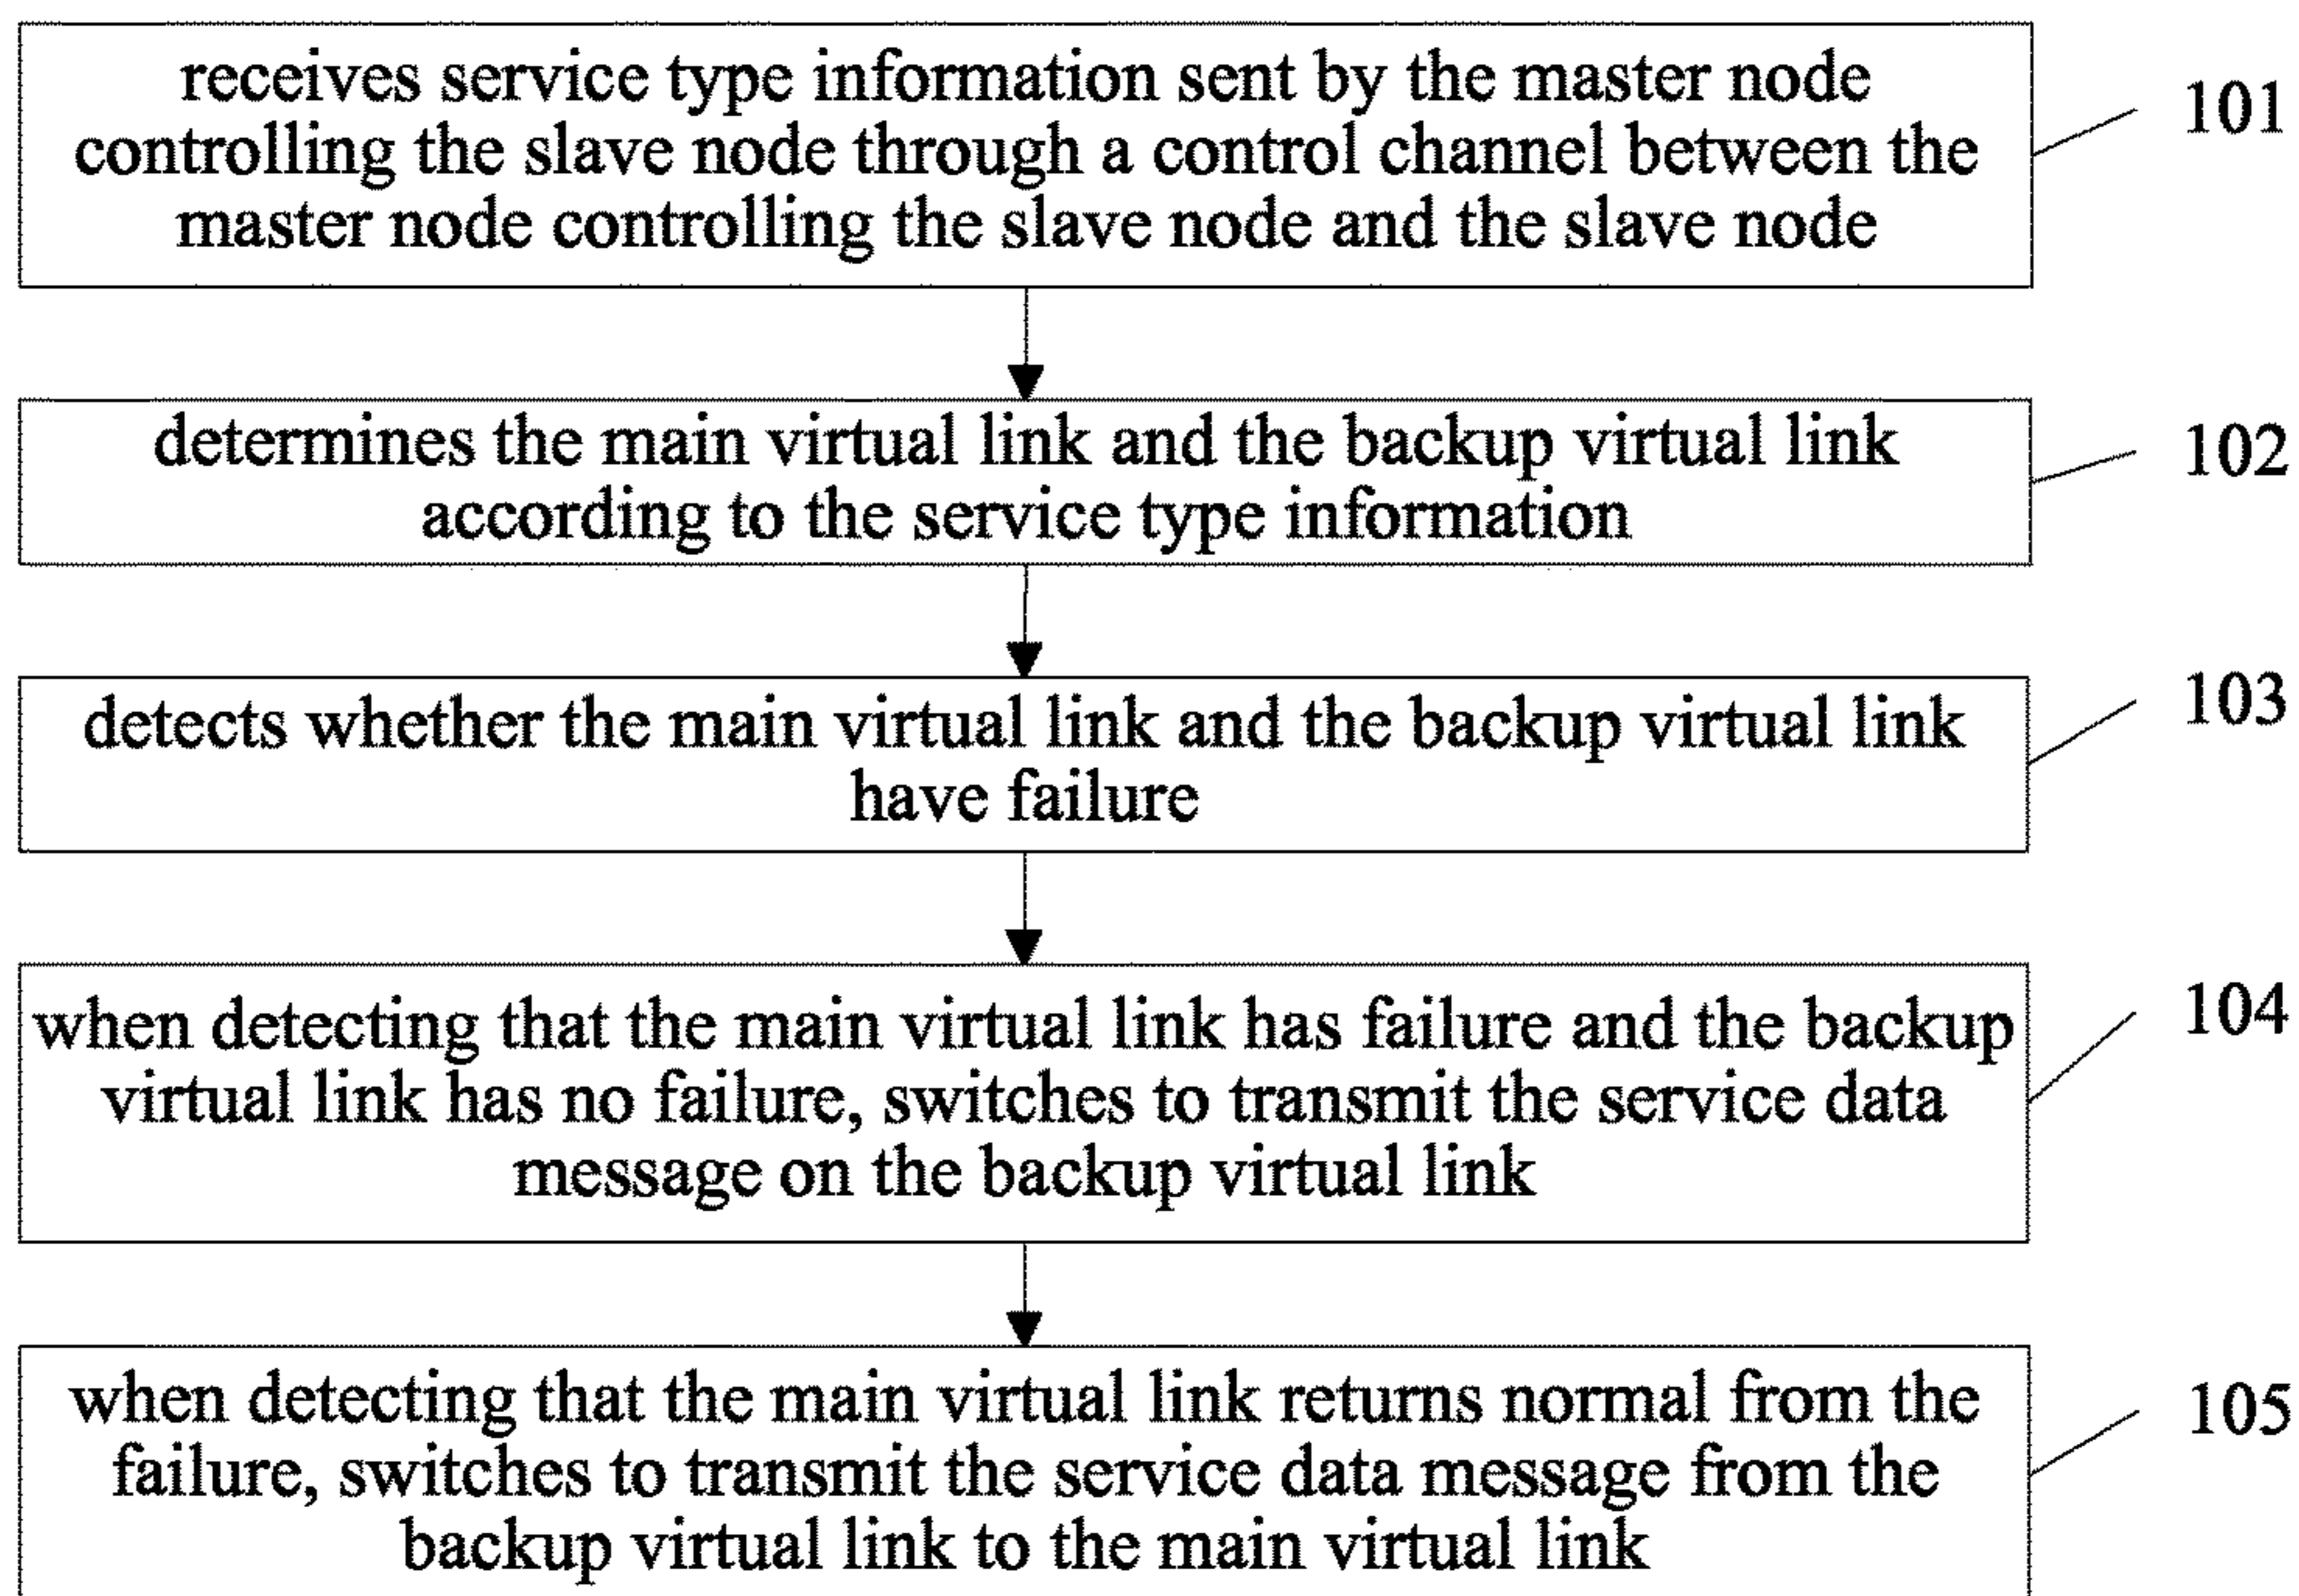 receives service type information sent by the master node
controlling the slave node through a control channel between the
master node controlling the slave node and the slave node
101
determines the main virtual link and the backup virtual link
according to the service type information
102
detects whether the main virtual link and the backup virtual link
have failure
103
when detecting that the main virtual link has failure and the backup
virtual link has no failure, switches to transmit the service data
message on the backup virtual link
104
when detecting that the main virtual link returns normal from the
failure, switches to transmit the service data message from the
backup virtual link to the main virtual link
105